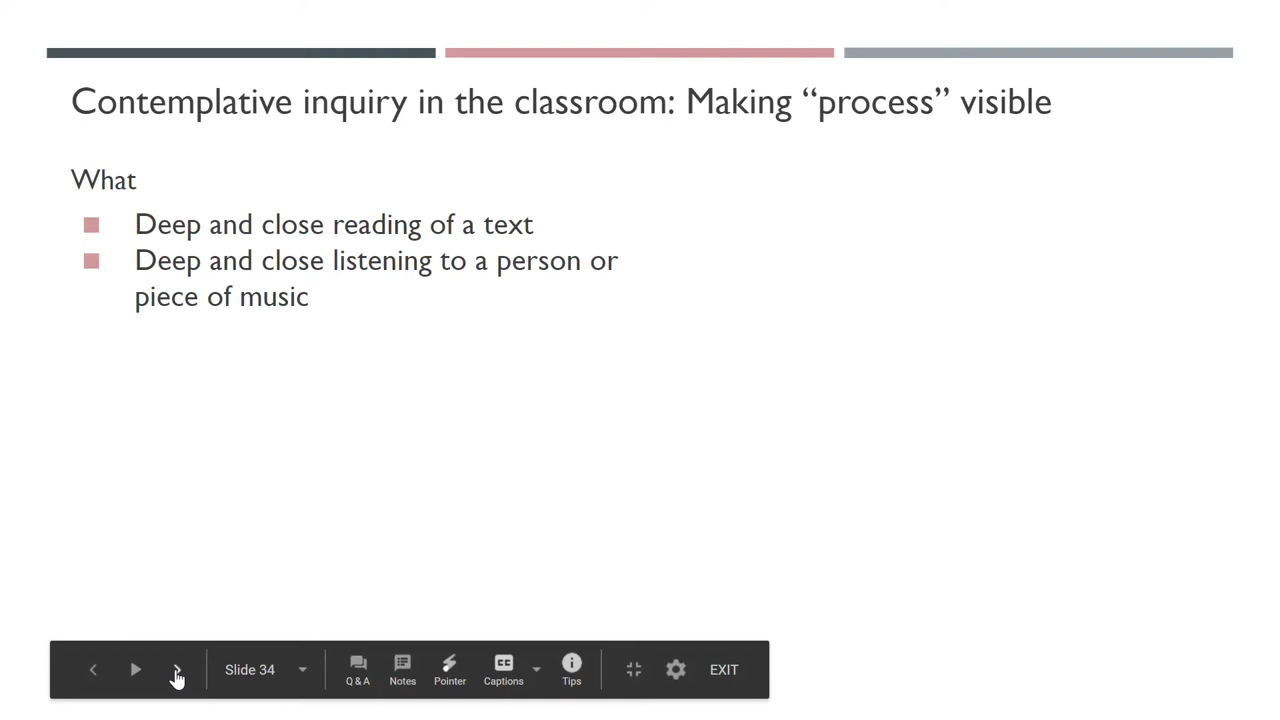 Contemplative inquiry in the classroom: Making “process” visible
What
Deep and close reading of a text
Deep and close listening to a person or
piece of music
Slide 34
Q & A
Notes
Pointer
CC
Captions
Tips
EXIT